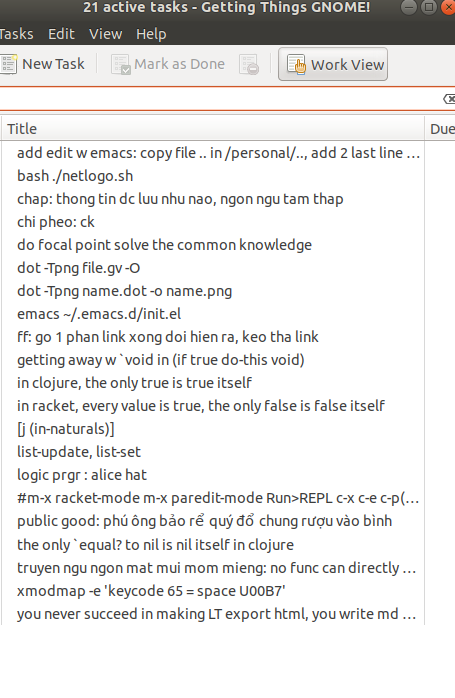 21 active tasks - Getting Things GNOME!
Tasks Edit View Help
New Task Mark as Done Work View
Title Due
add edit w emacs: copy file .. in /personal/.., add 2 last line ...
bash ./netlogo.sh
chap: thong tin dc luu nhu nao, ngon ngu tam thap
chi pheo: ck
do focal point solve the common knowledge
dot -Tpng file.gv -O
dot -Tpng name.dot -o name.png
emacs ~/.emacs.d/init.el
ff: go 1 phan link xong doi hien ra, keo tha link
getting away w `void in (if true do-this void)
in clojure, the only true is true itself
in racket, every value is true, the only false is false itself
[j (in-naturals)]
list-update, list-set
logic prgr : alice hat
#m-x racket-mode m-x paredit-mode Run>REPL c-x c-e c-p(...
public good: phú ông bảo rể quý đổ chung rượu vào bình
the only `equal? to nil is nil itself in clojure
truyen ngu ngon mat mui mom mieng: no func can directly ...
xmodmap -e 'keycode 65 = space U00B7'
you never succeed in making LT export html, you write md ...